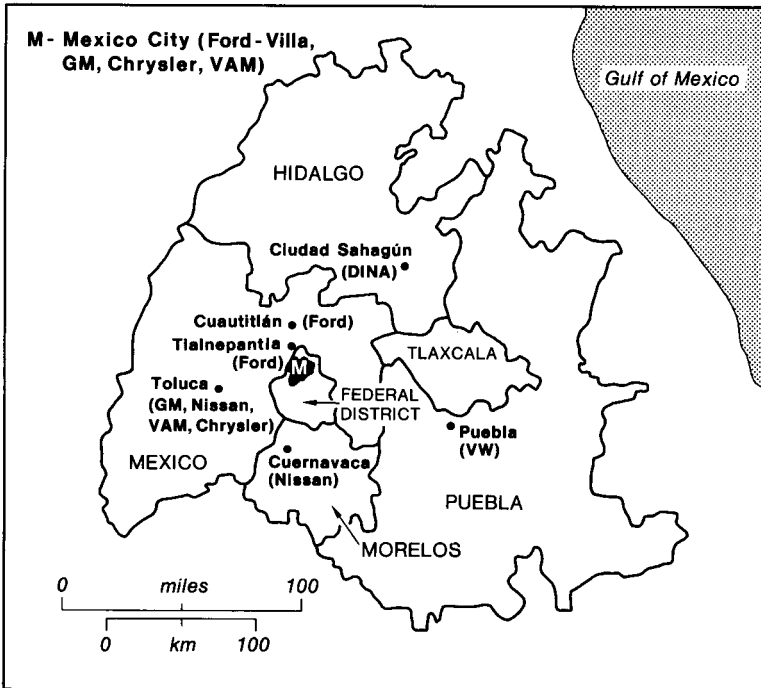 M - Mexico City (Ford-Villa,
GM, Chrysler, VAM)
Gulf of Mexico
HIDALGO
Ciudad Sahagún
(DINA)
Cuautitlán (Ford)
Tlalnepantla
(Ford)
M
TLAXCALA
Toluca
(GM, Nissan,
VAM, Chrysler)
FEDERAL
DISTRICT
Puebla
(VW)
MEXICO
Cuernavaca
(Nissan)
PUEBLA
MORELOS
0 miles 100
0 km 100